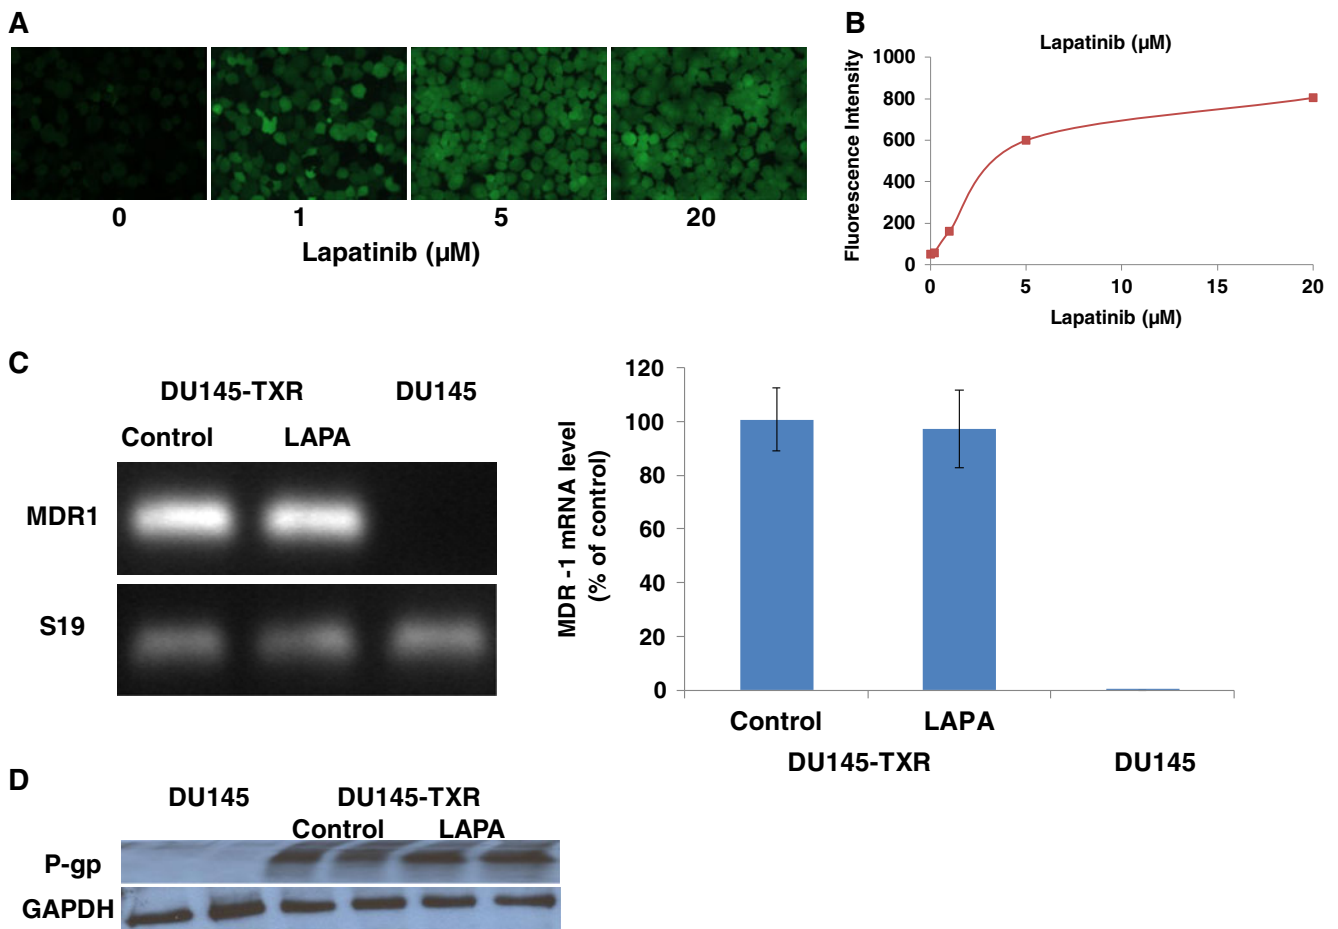 A
0 1 5 20
Lapatinib (µM)
B
Lapatinib (µM)
Fluorescence Intensity
1000
800
600
400
200
0
0 5 10 15 20
Lapatinib (µM)
C
DU145-TXR DU145
Control LAPA
MDR1
S19
MDR -1 mRNA level
(% of control)
120
100
80
60
40
20
0
Control LAPA
DU145-TXR DU145
D
DU145 DU145-TXR
Control LAPA
P-gp
GAPDH